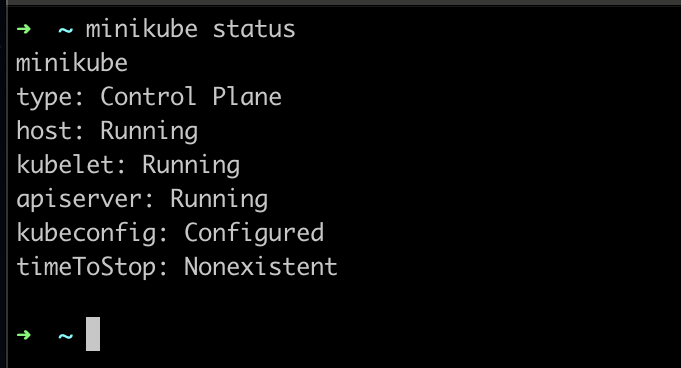 ➜  ~ minikube status
minikube
type: Control Plane
host: Running
kubelet: Running
apiserver: Running
kubeconfig: Configured
timeToStop: Nonexistent
➜  ~